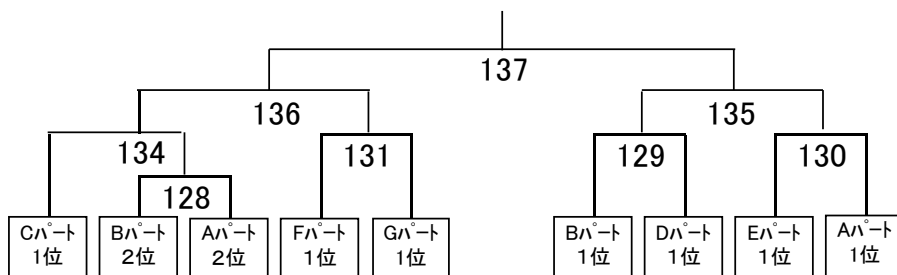 137
136
135
134
131
129
130
128
Cパート
1位
Bパート
2位
Aパート
2位
Fパート
1位
Gパート
1位
Bパート
1位
Dパート
1位
Eパート
1位
Aパート
1位